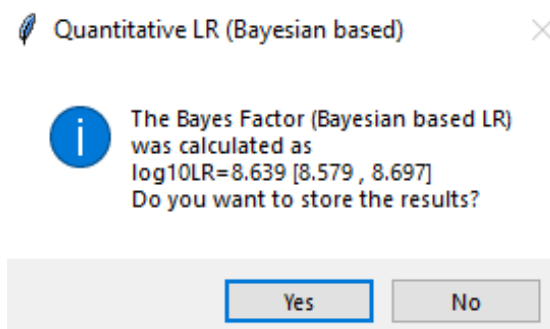 Quantitative LR (Bayesian based)
The Bayes Factor (Bayesian based LR)
was calculated as
log10LR=8.639 [8.579 , 8.697]
Do you want to store the results?
Yes No